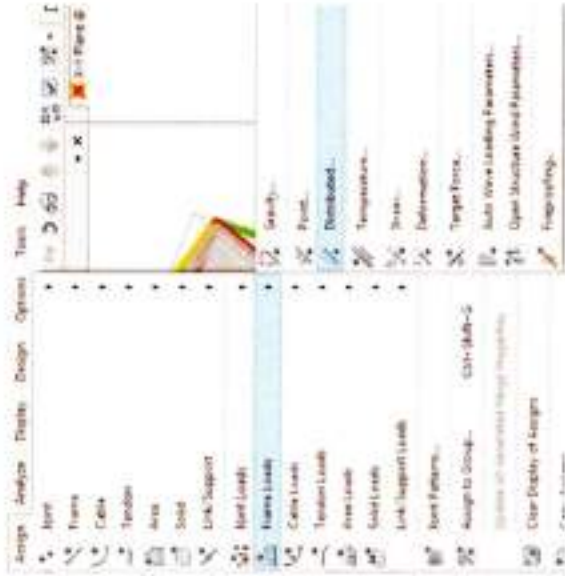 Assign Analyze Display Design Options Tools Help
Joint
Frame
Cable
Tendon
Area
Solid
Link/Support
Joint Loads
Frame Loads
Cable Loads
Tendon Loads
Area Loads
Solid Loads
Link/Support Loads
Joint Patterns...
Assign to Group... Ctrl+Shift+G
Clear Display of Assigns
Gravity...
Point...
Distributed...
Temperature...
Strain...
Deformation...
Target Force...
Auto Wave Loading Parameters...
Open Structure Wind Parameters...
Fireproofing...